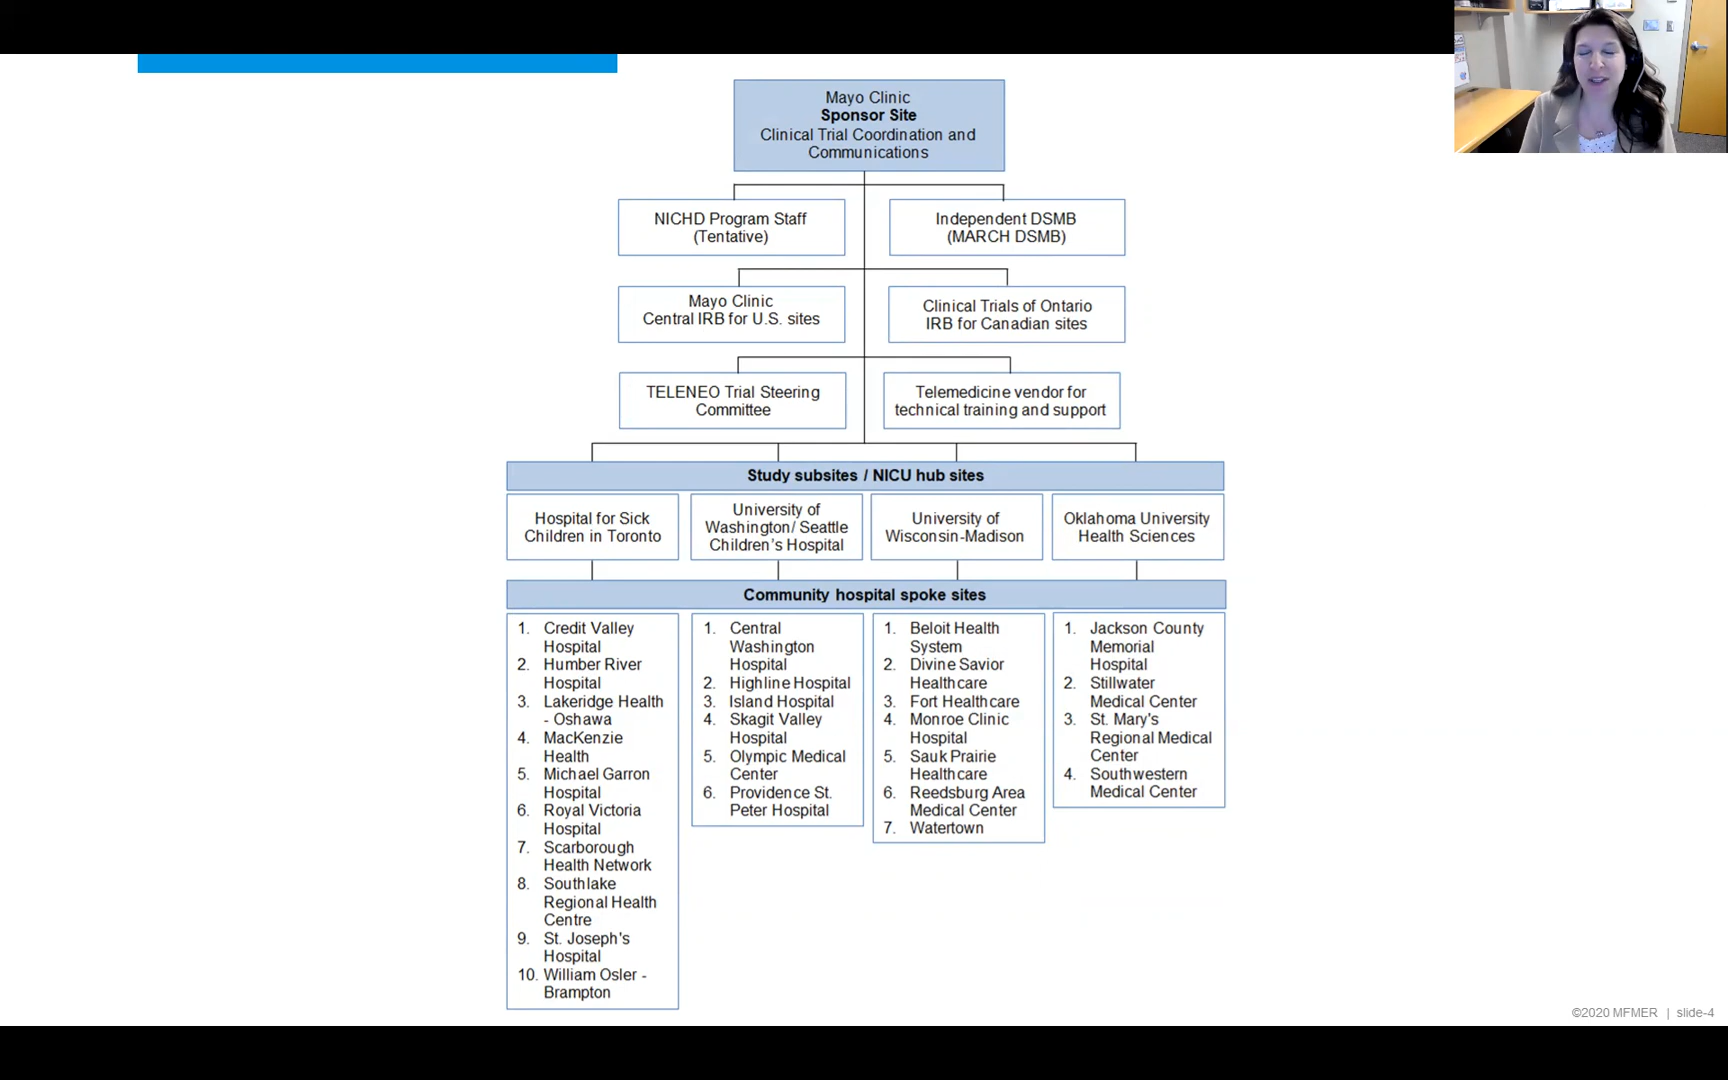 Mayo Clinic
Sponsor Site
Clinical Trial Coordination and
Communications
NICHD Program Staff
(Tentative)
Independent DSMB
(MARCH DSMB)
Mayo Clinic
Central IRB for U.S. sites
Clinical Trials of Ontario
IRB for Canadian sites
TELENEO Trial Steering
Committee
Telemedicine vendor for
technical training and support
Study subsites / NICU hub sites
Hospital for Sick
Children in Toronto
University of
Washington/ Seattle
Children's Hospital
University of
Wisconsin-Madison
Oklahoma University
Health Sciences
Community hospital spoke sites
1. Credit Valley
Hospital
2. Humber River
Hospital
3. Lakeridge Health
- Oshawa
4. MacKenzie
Health
5. Michael Garron
Hospital
6. Royal Victoria
Hospital
7. Scarborough
Health Network
8. Southlake
Regional Health
Centre
9. St. Joseph's
Hospital
10. William Osler -
Brampton
1. Central
Washington
Hospital
2. Highline Hospital
3. Island Hospital
4. Skagit Valley
Hospital
5. Olympic Medical
Center
6. Providence St.
Peter Hospital
1. Beloit Health
System
2. Divine Savior
Healthcare
3. Fort Healthcare
4. Monroe Clinic
Hospital
5. Sauk Prairie
Healthcare
6. Reedsburg Area
Medical Center
7. Watertown
1. Jackson County
Memorial
Hospital
2. Stillwater
Medical Center
3. St. Mary's
Regional Medical
Center
4. Southwestern
Medical Center
©2020 MFMER | slide-4